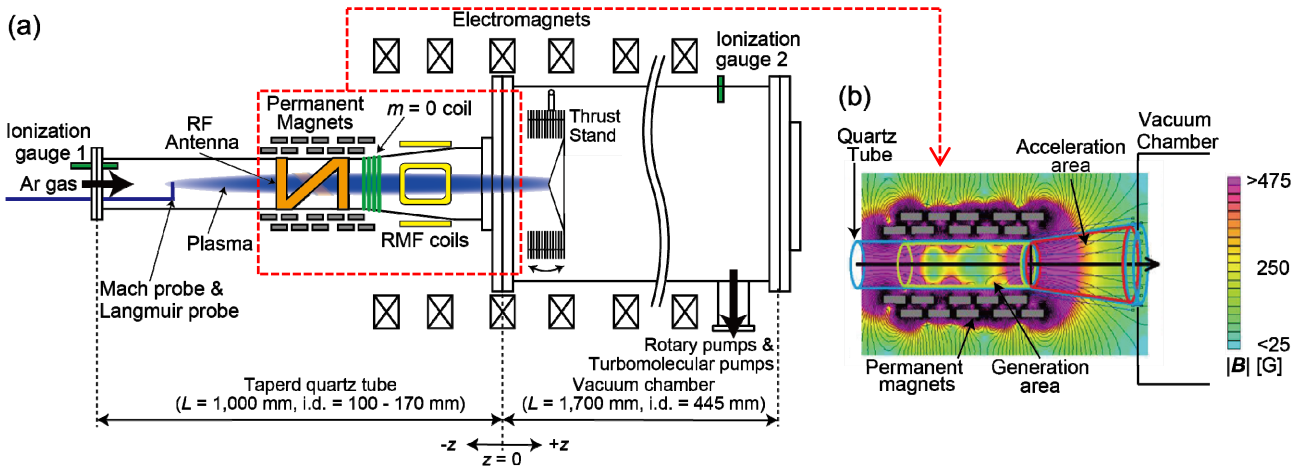 (a)
Electromagnets
Permanent
Magnets
m = 0 coil
RF
Antenna
Ionization
gauge 1
Ar gas
Plasma
Mach probe &
Langmuir probe
RMF coils
Thrust
Stand
Ionization
gauge 2
Rotary pumps &
Turbomolecular pumps
Taperd quartz tube
(L = 1,000 mm, i.d. = 100 - 170 mm)
Vacuum chamber
(L = 1,700 mm, i.d. = 445 mm)
-z
+z
z = 0
(b)
Quartz
Tube
Acceleration
area
Vacuum
Chamber
Permanent
magnets
Generation
area
>475
250
<25
|B| [G]